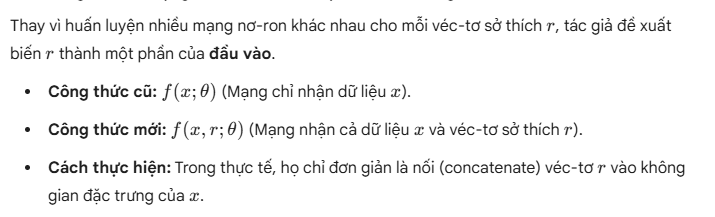 Thay vì huấn luyện nhiều mạng nơ-ron khác nhau cho mỗi véc-tơ sở thích r, tác giả đề xuất
biến r thành một phần của đầu vào.
• Công thức cũ: f(x; θ) (Mạng chỉ nhận dữ liệu x).
• Công thức mới: f(x, r; θ) (Mạng nhận cả dữ liệu x và véc-tơ sở thích r).
• Cách thực hiện: Trong thực tế, họ chỉ đơn giản là nối (concatenate) véc-tơ r vào không
gian đặc trưng của x.